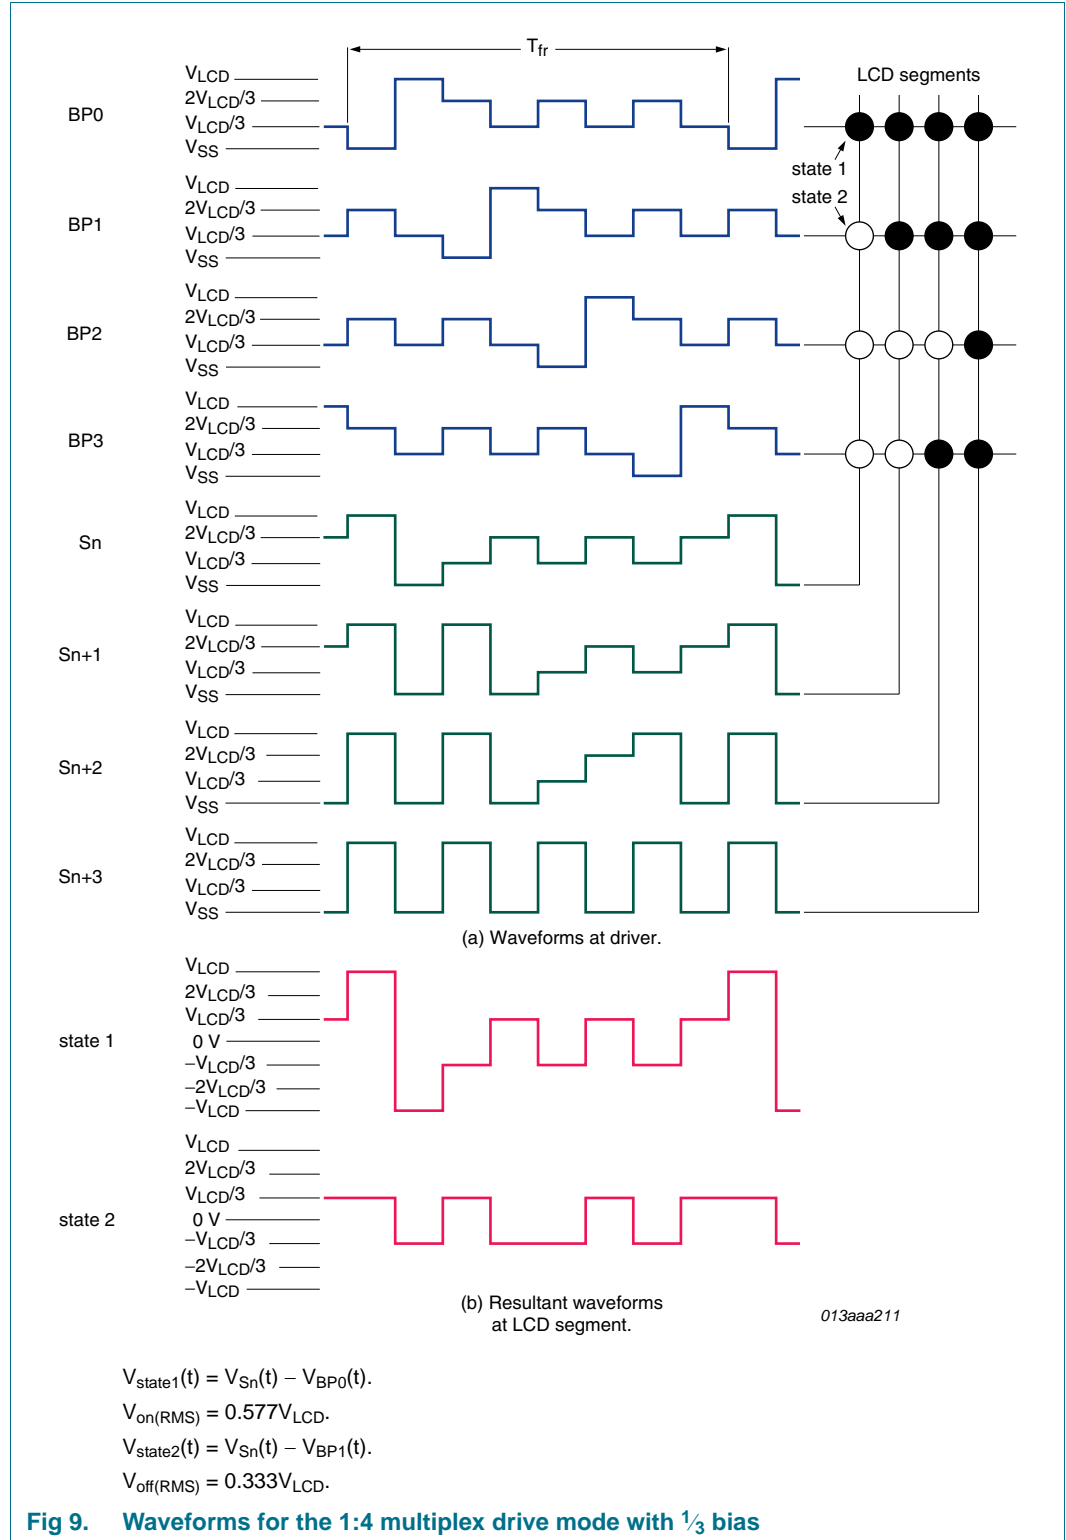 Tfr
LCD segments
BP0
VLCD
2VLCD/3
VLCD/3
VSS
state 1
state 2
BP1
VLCD
2VLCD/3
VLCD/3
VSS
BP2
VLCD
2VLCD/3
VLCD/3
VSS
BP3
VLCD
2VLCD/3
VLCD/3
VSS
Sn
VLCD
2VLCD/3
VLCD/3
VSS
Sn+1
VLCD
2VLCD/3
VLCD/3
VSS
Sn+2
VLCD
2VLCD/3
VLCD/3
VSS
Sn+3
VLCD
2VLCD/3
VLCD/3
VSS
(a) Waveforms at driver.
state 1
VLCD
2VLCD/3
VLCD/3
0 V
−VLCD/3
−2VLCD/3
−VLCD
state 2
VLCD
2VLCD/3
VLCD/3
0 V
−VLCD/3
−2VLCD/3
−VLCD
(b) Resultant waveforms
at LCD segment.
013aaa211
Vstate1(t) = VSn(t) − VBP0(t).
Von(RMS) = 0.577VLCD.
Vstate2(t) = VSn(t) − VBP1(t).
Voff(RMS) = 0.333VLCD.
Fig 9. Waveforms for the 1:4 multiplex drive mode with 1⁄3 bias